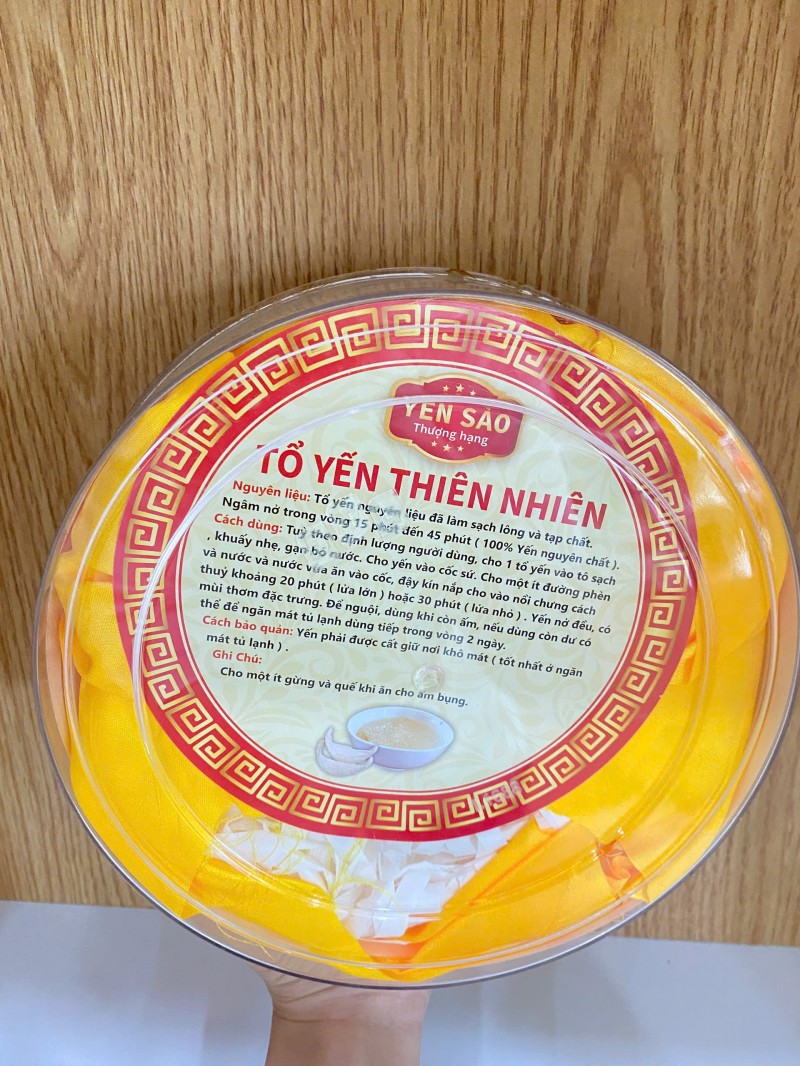 YẾN SÀO
Thượng hạng
TỔ YẾN THIÊN NHIÊN
Nguyên liệu: Tổ yến nguyên liệu đã làm sạch lông và tạp chất.
Ngâm nở trong vòng 15 phút đến 45 phút ( 100% Yến nguyên chất ).
Cách dùng: Tuỳ theo định lượng người dùng, cho 1 tổ yến vào tô sạch
, khuấy nhẹ, gạn bỏ nước. Cho yến vào cốc sứ. Cho một ít đường phèn
và nước và nước vừa ăn vào cốc, đậy kín nắp cho vào nồi chưng cách
thuỷ khoảng 20 phút ( lửa lớn ) hoặc 30 phút ( lửa nhỏ ) . Yến nở đều, có
mùi thơm đặc trưng. Để nguội, dùng khi còn ấm, nếu dùng còn dư có
thể để ngăn mát tủ lạnh dùng tiếp trong vòng 2 ngày.
Cách bảo quản: Yến phải được cất giữ nơi khô mát ( tốt nhất ở ngăn
mát tủ lạnh ) .
Ghi Chú:
Cho một ít gừng và quế khi ăn cho ấm bụng.